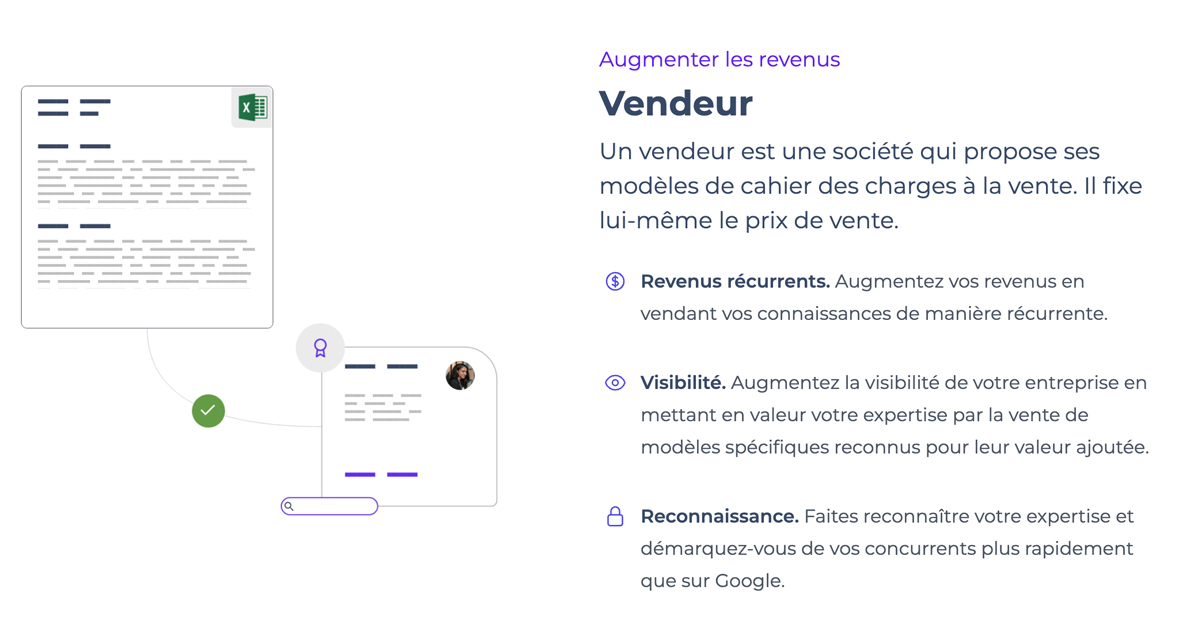 Augmenter les revenus
Vendeur
Un vendeur est une société qui propose ses
modèles de cahier des charges à la vente. Il fixe
lui-même le prix de vente.
Revenus récurrents. Augmentez vos revenus en
vendant vos connaissances de manière récurrente.
Visibilité. Augmentez la visibilité de votre entreprise en
mettant en valeur votre expertise par la vente de
modèles spécifiques reconnus pour leur valeur ajoutée.
Reconnaissance. Faites reconnaître votre expertise et
démarquez-vous de vos concurrents plus rapidement
que sur Google.